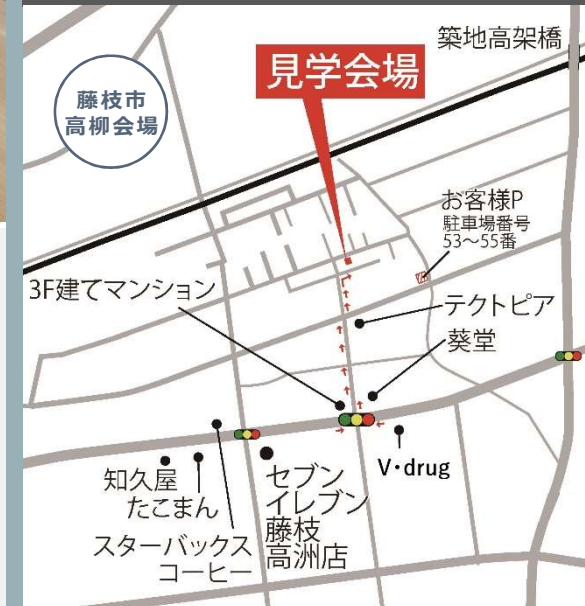 築地高架橋
藤枝市
高柳会場
見学会場
お客様P
駐車場番号
53～55番
3F建てマンション
テクトピア
葵堂
V・drug
知久屋
たこまん
スターバックス
コーヒー
セブン
イレブン
藤枝
高洲店